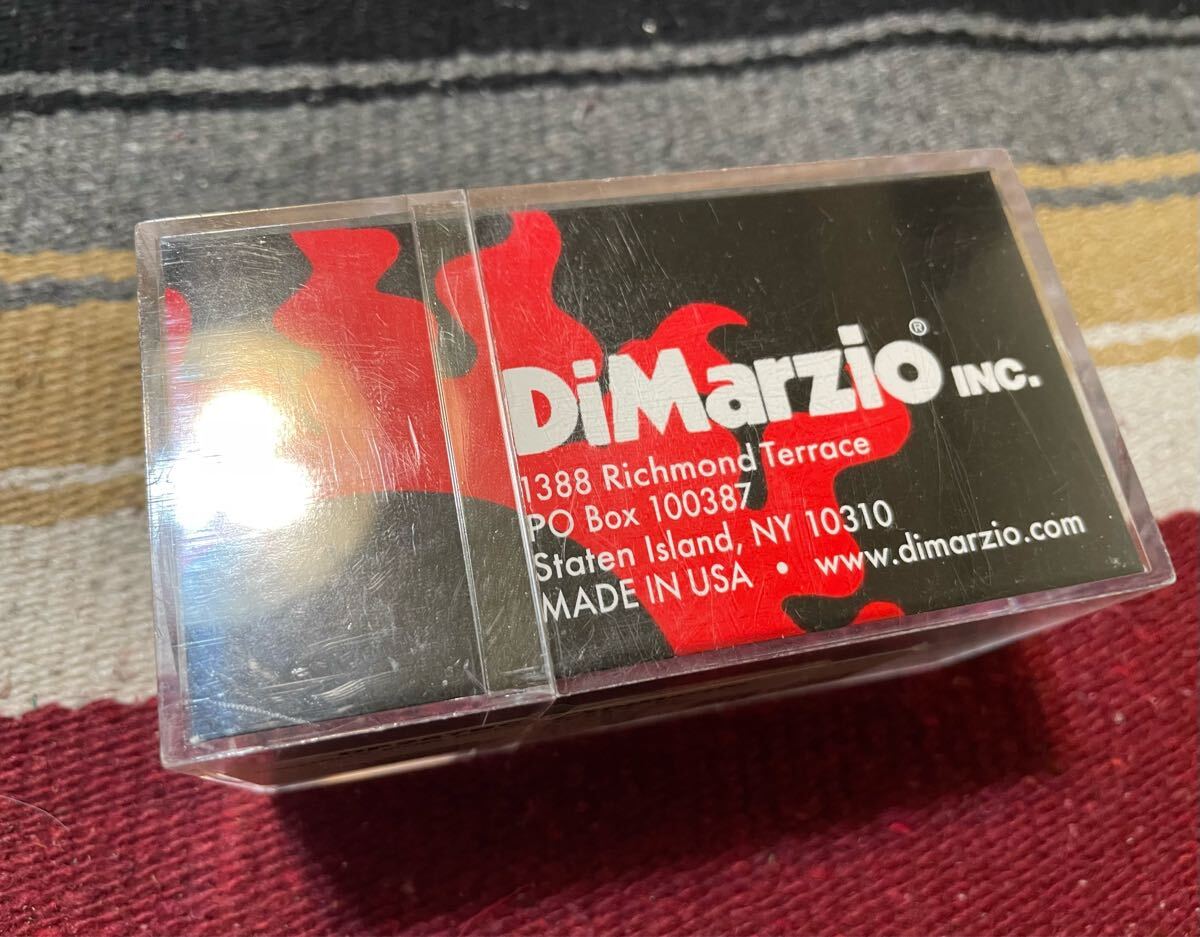 DiMarzio® INC.
1388 Richmond Terrace
PO Box 100387
Staten Island, NY 10310
MADE IN USA • www.dimarzio.com